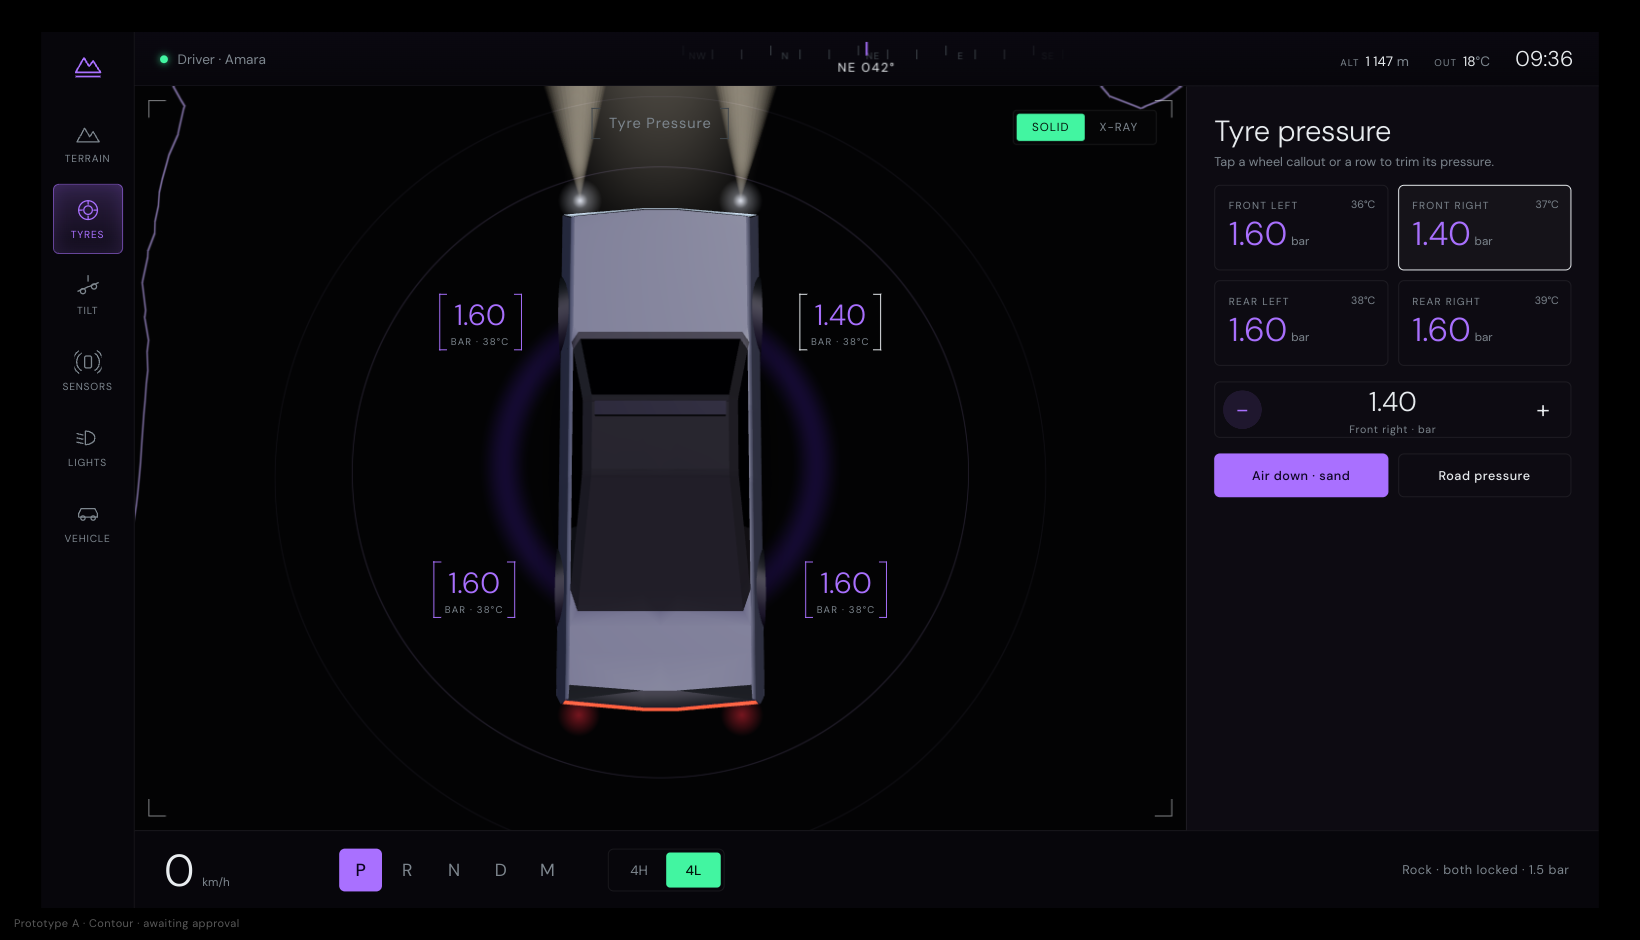 Driver · Amara
NW N NE E SE
NE 042°
ALT 1 147 m OUT 18°C 09:36
TERRAIN
TYRES
TILT
SENSORS
LIGHTS
VEHICLE
Tyre Pressure
SOLID X-RAY
1.60
BAR · 38°C
1.40
BAR · 38°C
1.60
BAR · 38°C
1.60
BAR · 38°C
Tyre pressure
Tap a wheel callout or a row to trim its pressure.
FRONT LEFT 36°C
1.60 bar
FRONT RIGHT 37°C
1.40 bar
REAR LEFT 38°C
1.60 bar
REAR RIGHT 39°C
1.60 bar
− 1.40 +
Front right · bar
Air down · sand
Road pressure
0 km/h
P R N D M
4H 4L
Rock · both locked · 1.5 bar
Prototype A · Contour · awaiting approval